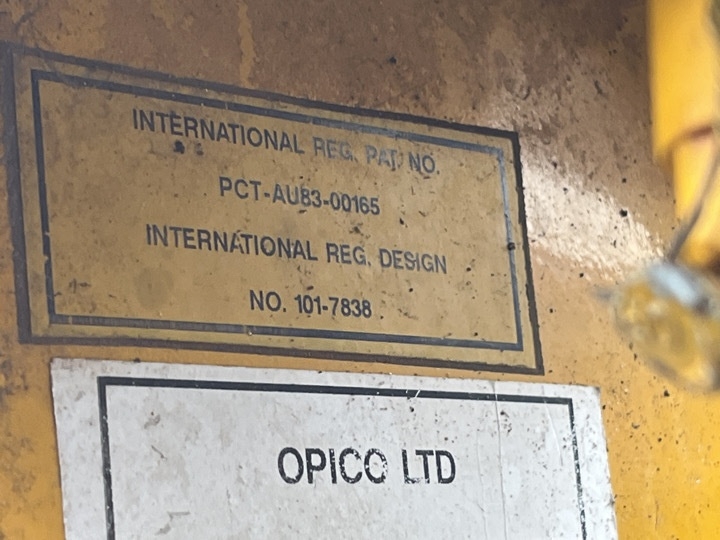 INTERNATIONAL REG. PAT. NO.
PCT-AU83-00165
INTERNATIONAL REG. DESIGN
NO. 101-7838
OPICO LTD